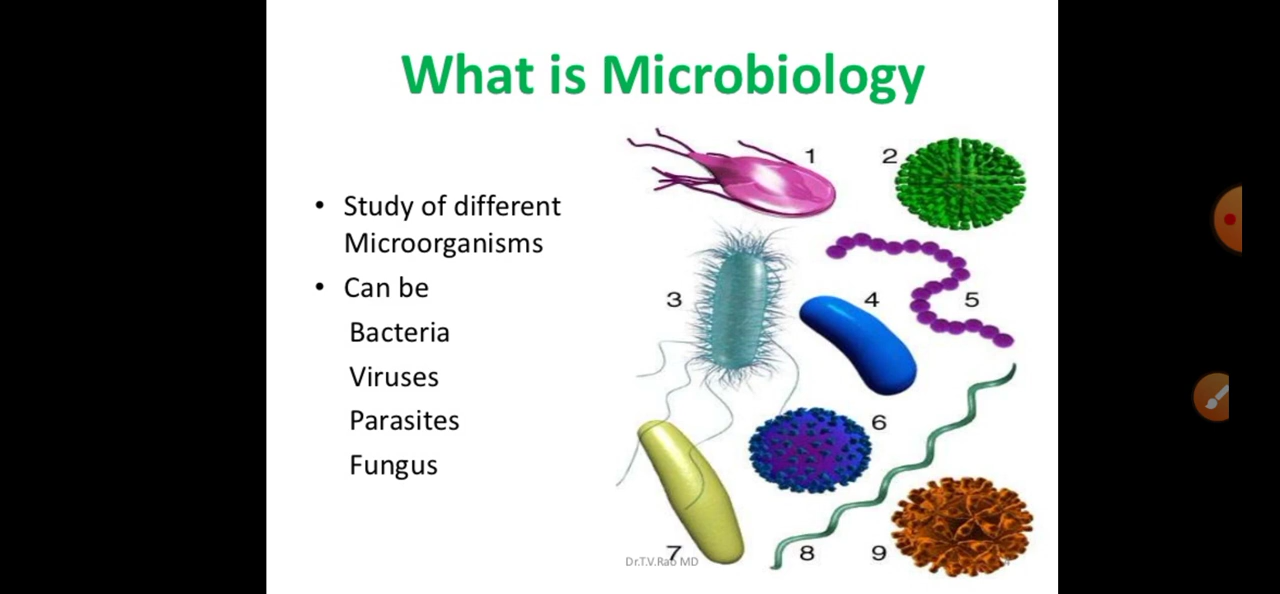 What is Microbiology
• Study of different
Microorganisms
• Can be
Bacteria
Viruses
Parasites
Fungus
1
2
3
4
5
6
7
8
9
Dr.T.V.Rao MD